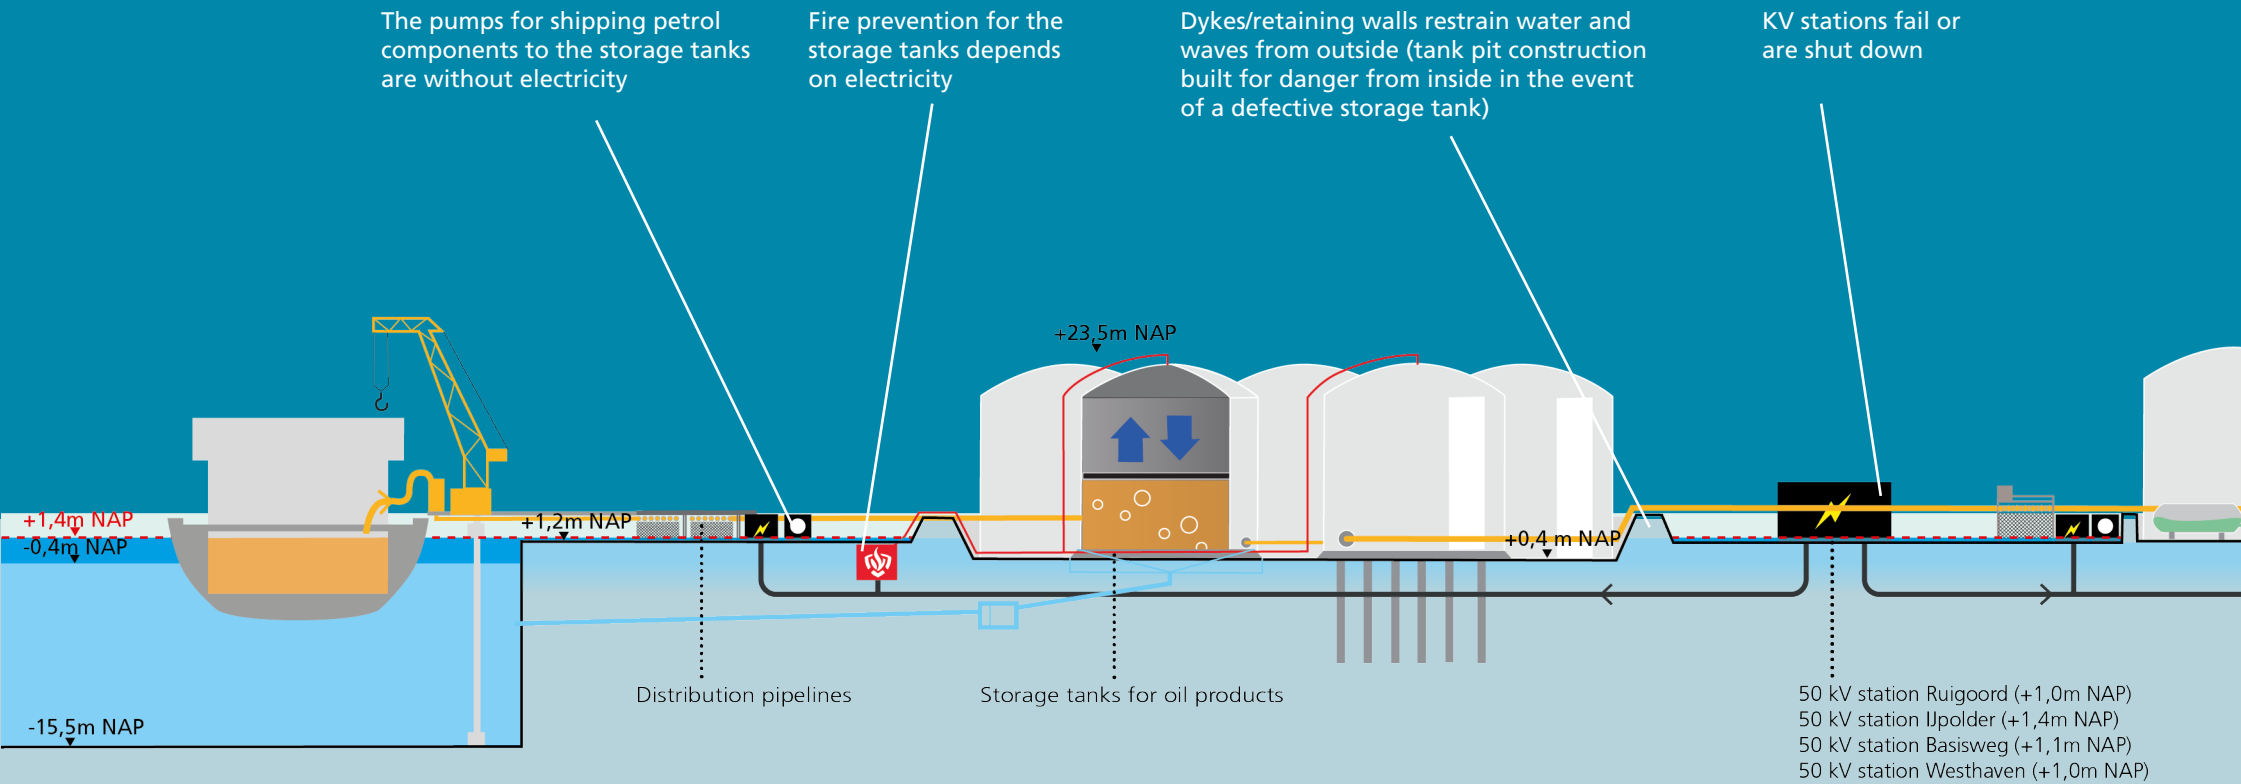 The pumps for shipping petrol
components to the storage tanks
are without electricity
Fire prevention for the
storage tanks depends
on electricity
Dykes/retaining walls restrain water and
waves from outside (tank pit construction
built for danger from inside in the event
of a defective storage tank)
KV stations fail or
are shut down
+23,5m NAP
+1,4m NAP
-0,4m NAP
+1,2m NAP
+0,4 m NAP
-15,5m NAP
Distribution pipelines
Storage tanks for oil products
50 kV station Ruigoord (+1,0m NAP)
50 kV station IJpolder (+1,4m NAP)
50 kV station Basisweg (+1,1m NAP)
50 kV station Westhaven (+1,0m NAP)